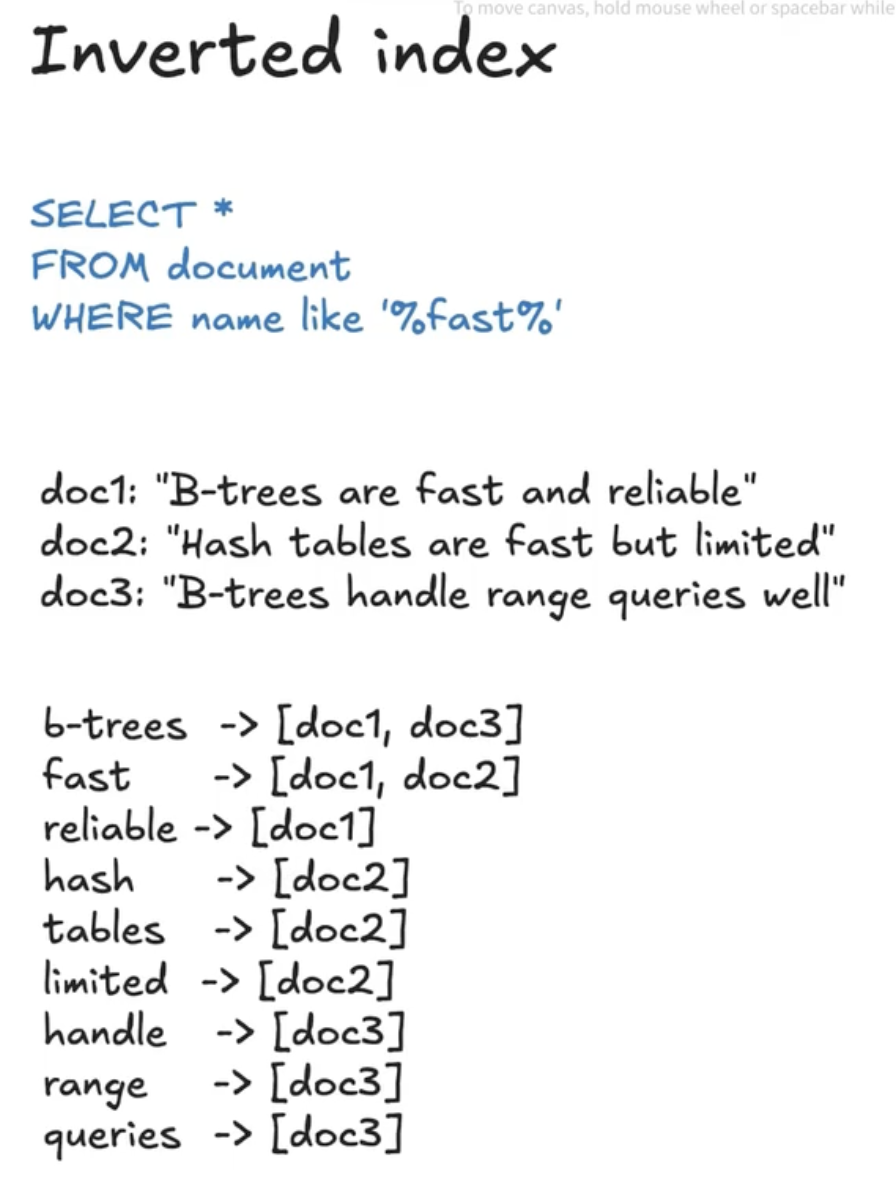 To move canvas, hold mouse wheel or spacebar while
Inverted index
SELECT *
FROM document
WHERE name like '%fast%'
doc1: "B-trees are fast and reliable"
doc2: "Hash tables are fast but limited"
doc3: "B-trees handle range queries well"
b-trees -> [doc1, doc3]
fast -> [doc1, doc2]
reliable -> [doc1]
hash -> [doc2]
tables -> [doc2]
limited -> [doc2]
handle -> [doc3]
range -> [doc3]
queries -> [doc3]